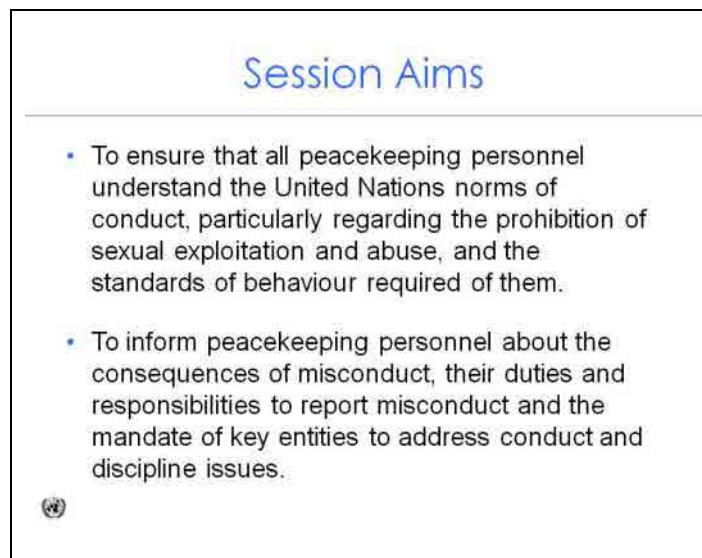 Session Aims
• To ensure that all peacekeeping personnel
understand the United Nations norms of
conduct, particularly regarding the prohibition of
sexual exploitation and abuse, and the
standards of behaviour required of them.
• To inform peacekeeping personnel about the
consequences of misconduct, their duties and
responsibilities to report misconduct and the
mandate of key entities to address conduct and
discipline issues.